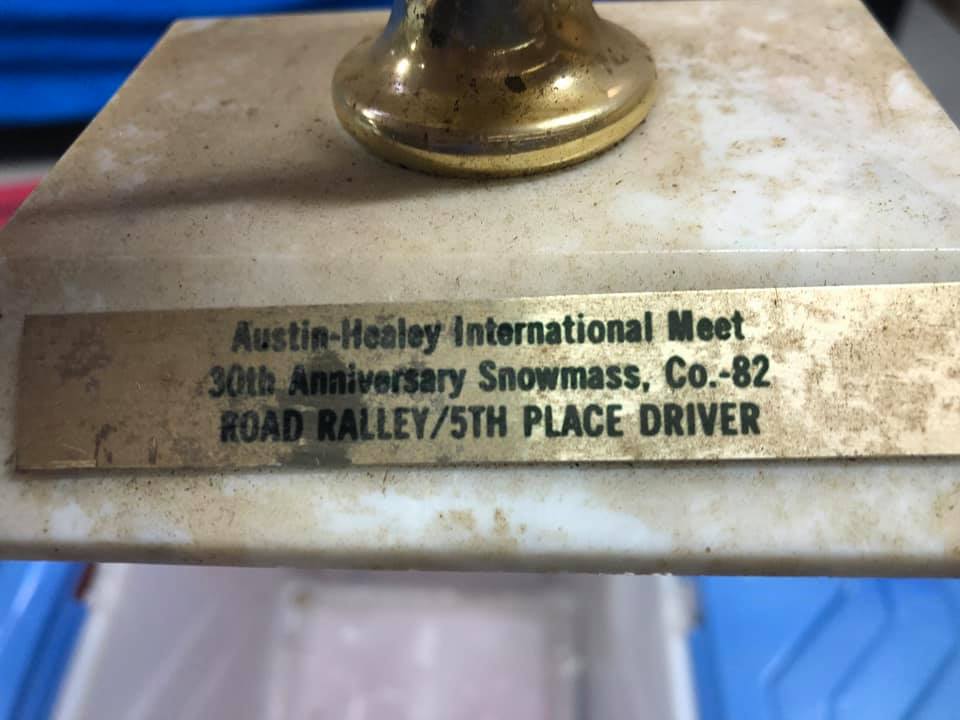 Austin-Healey International Meet
30th Anniversary Snowmass, Co.-82
ROAD RALLEY/5TH PLACE DRIVER